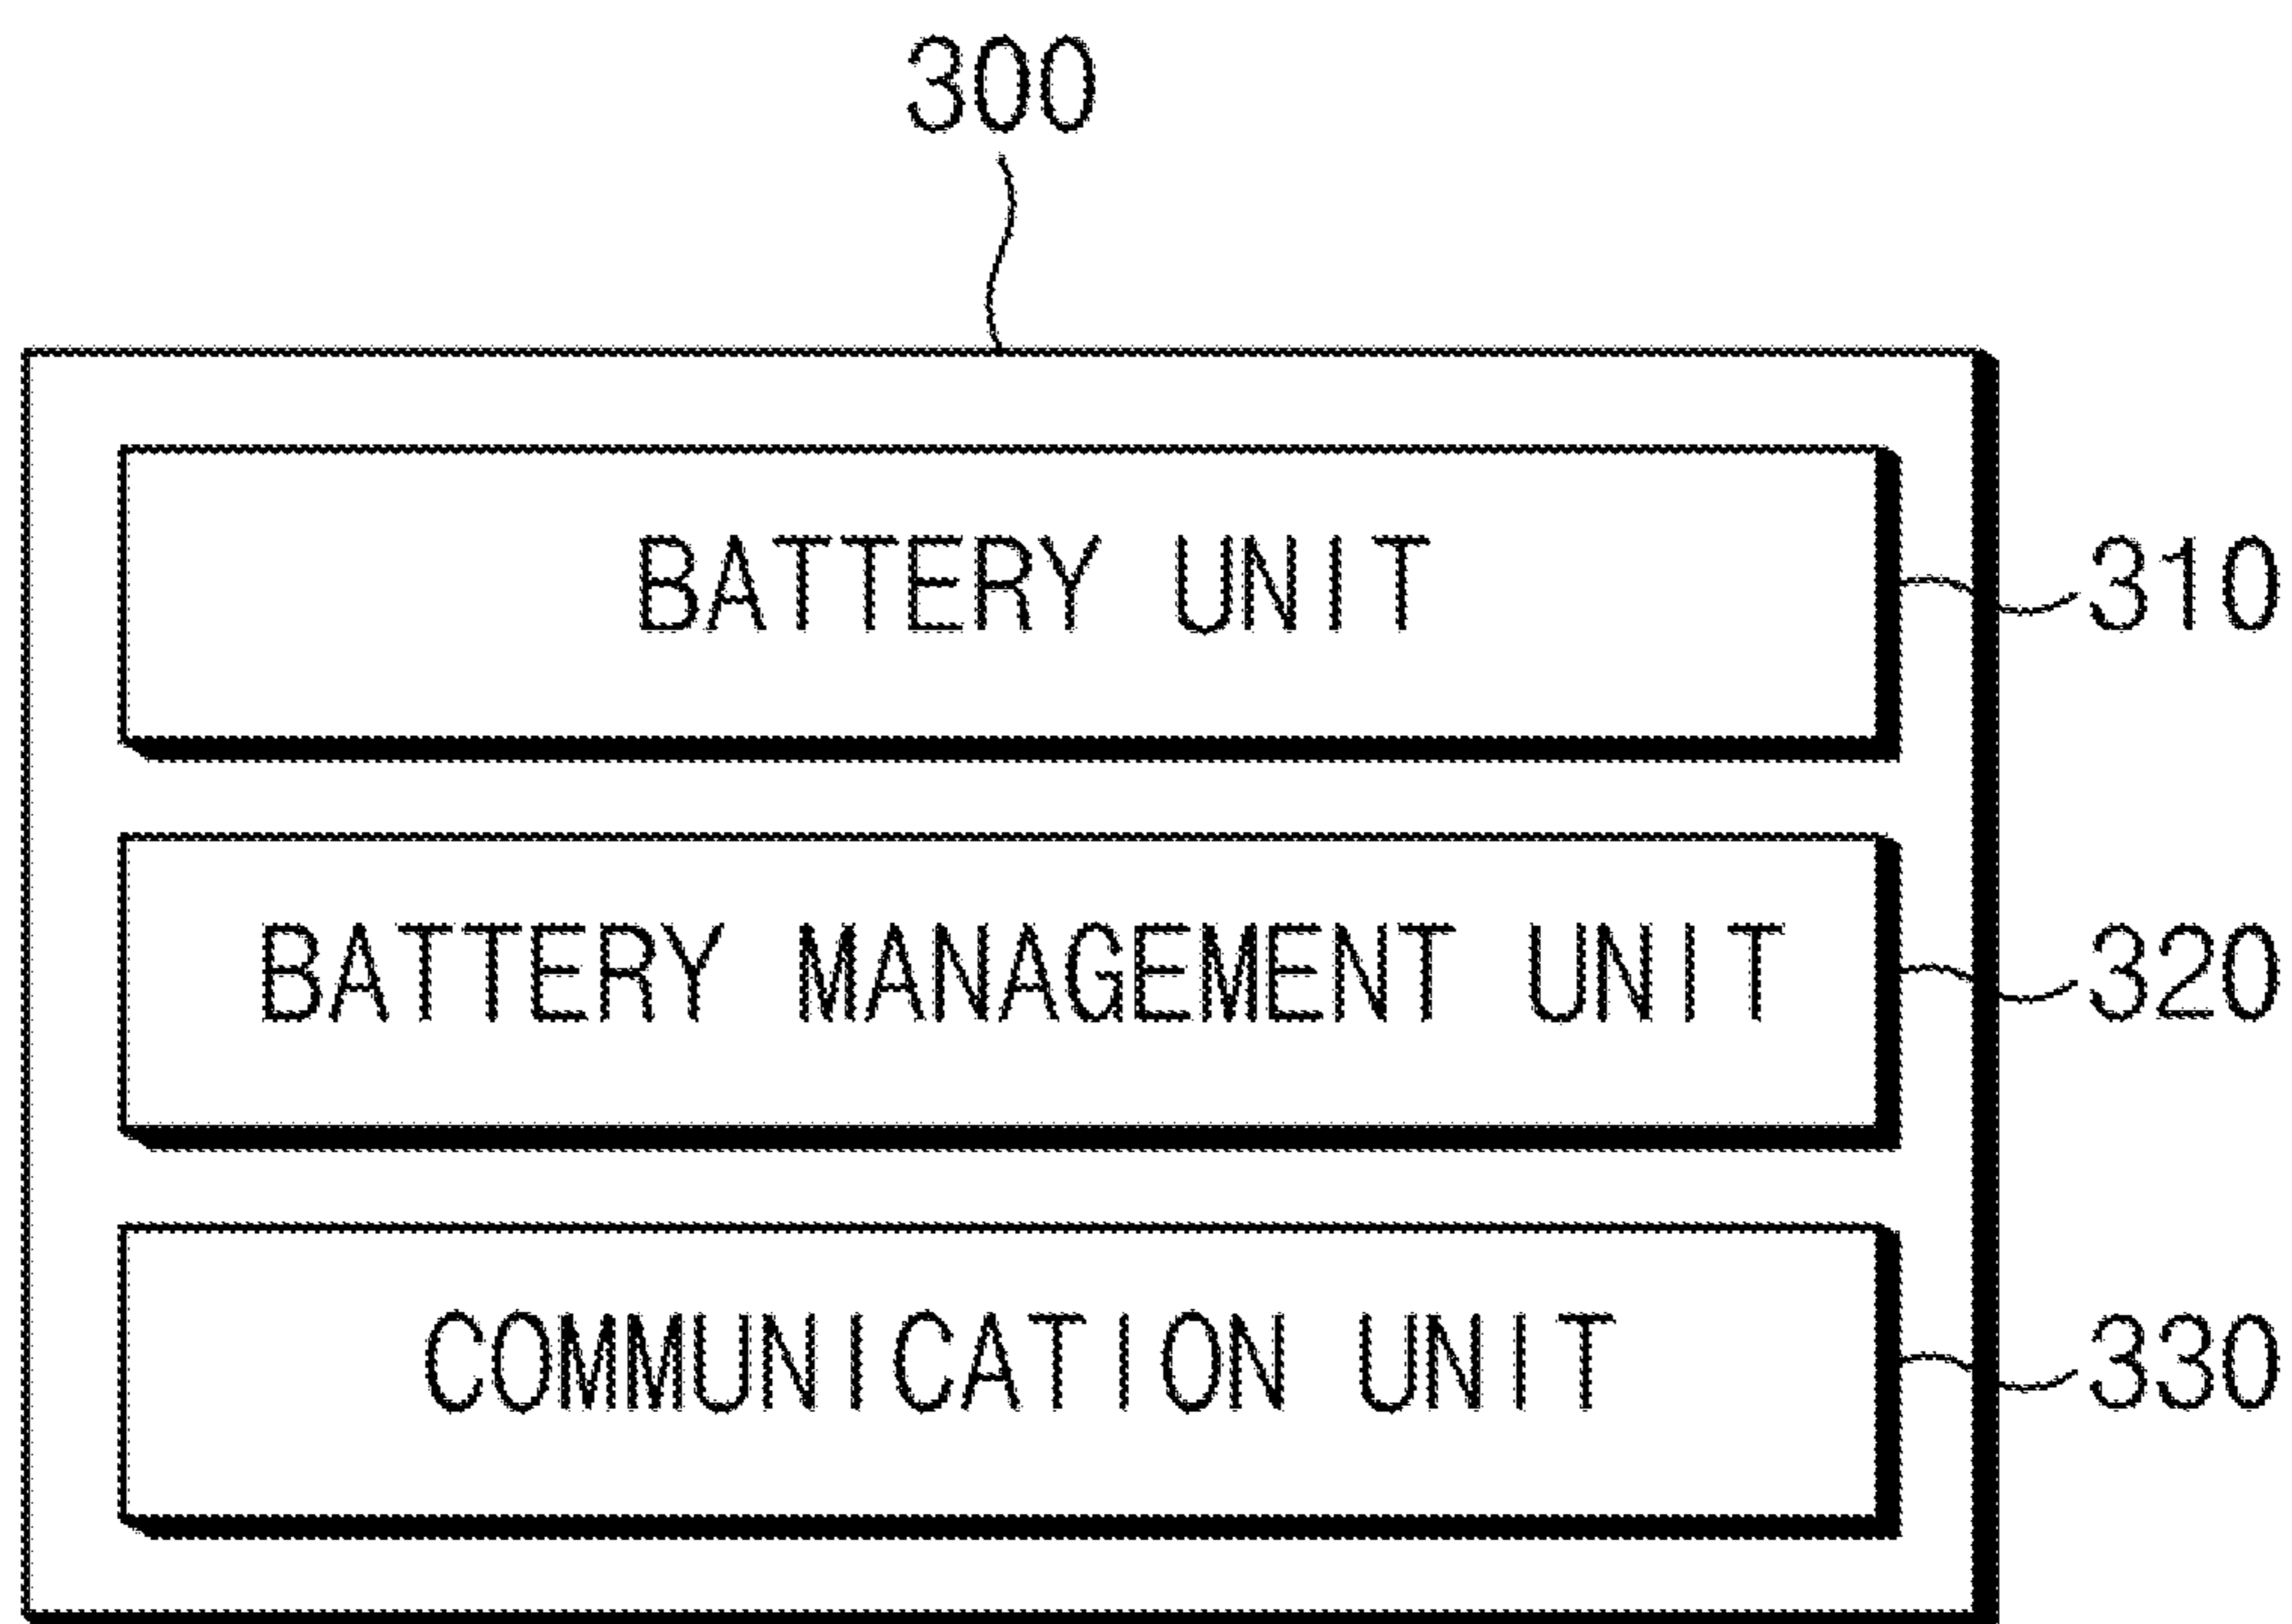 300
BATTERY UNIT 310
BATTERY MANAGEMENT UNIT 320
COMMUNICATION UNIT 330